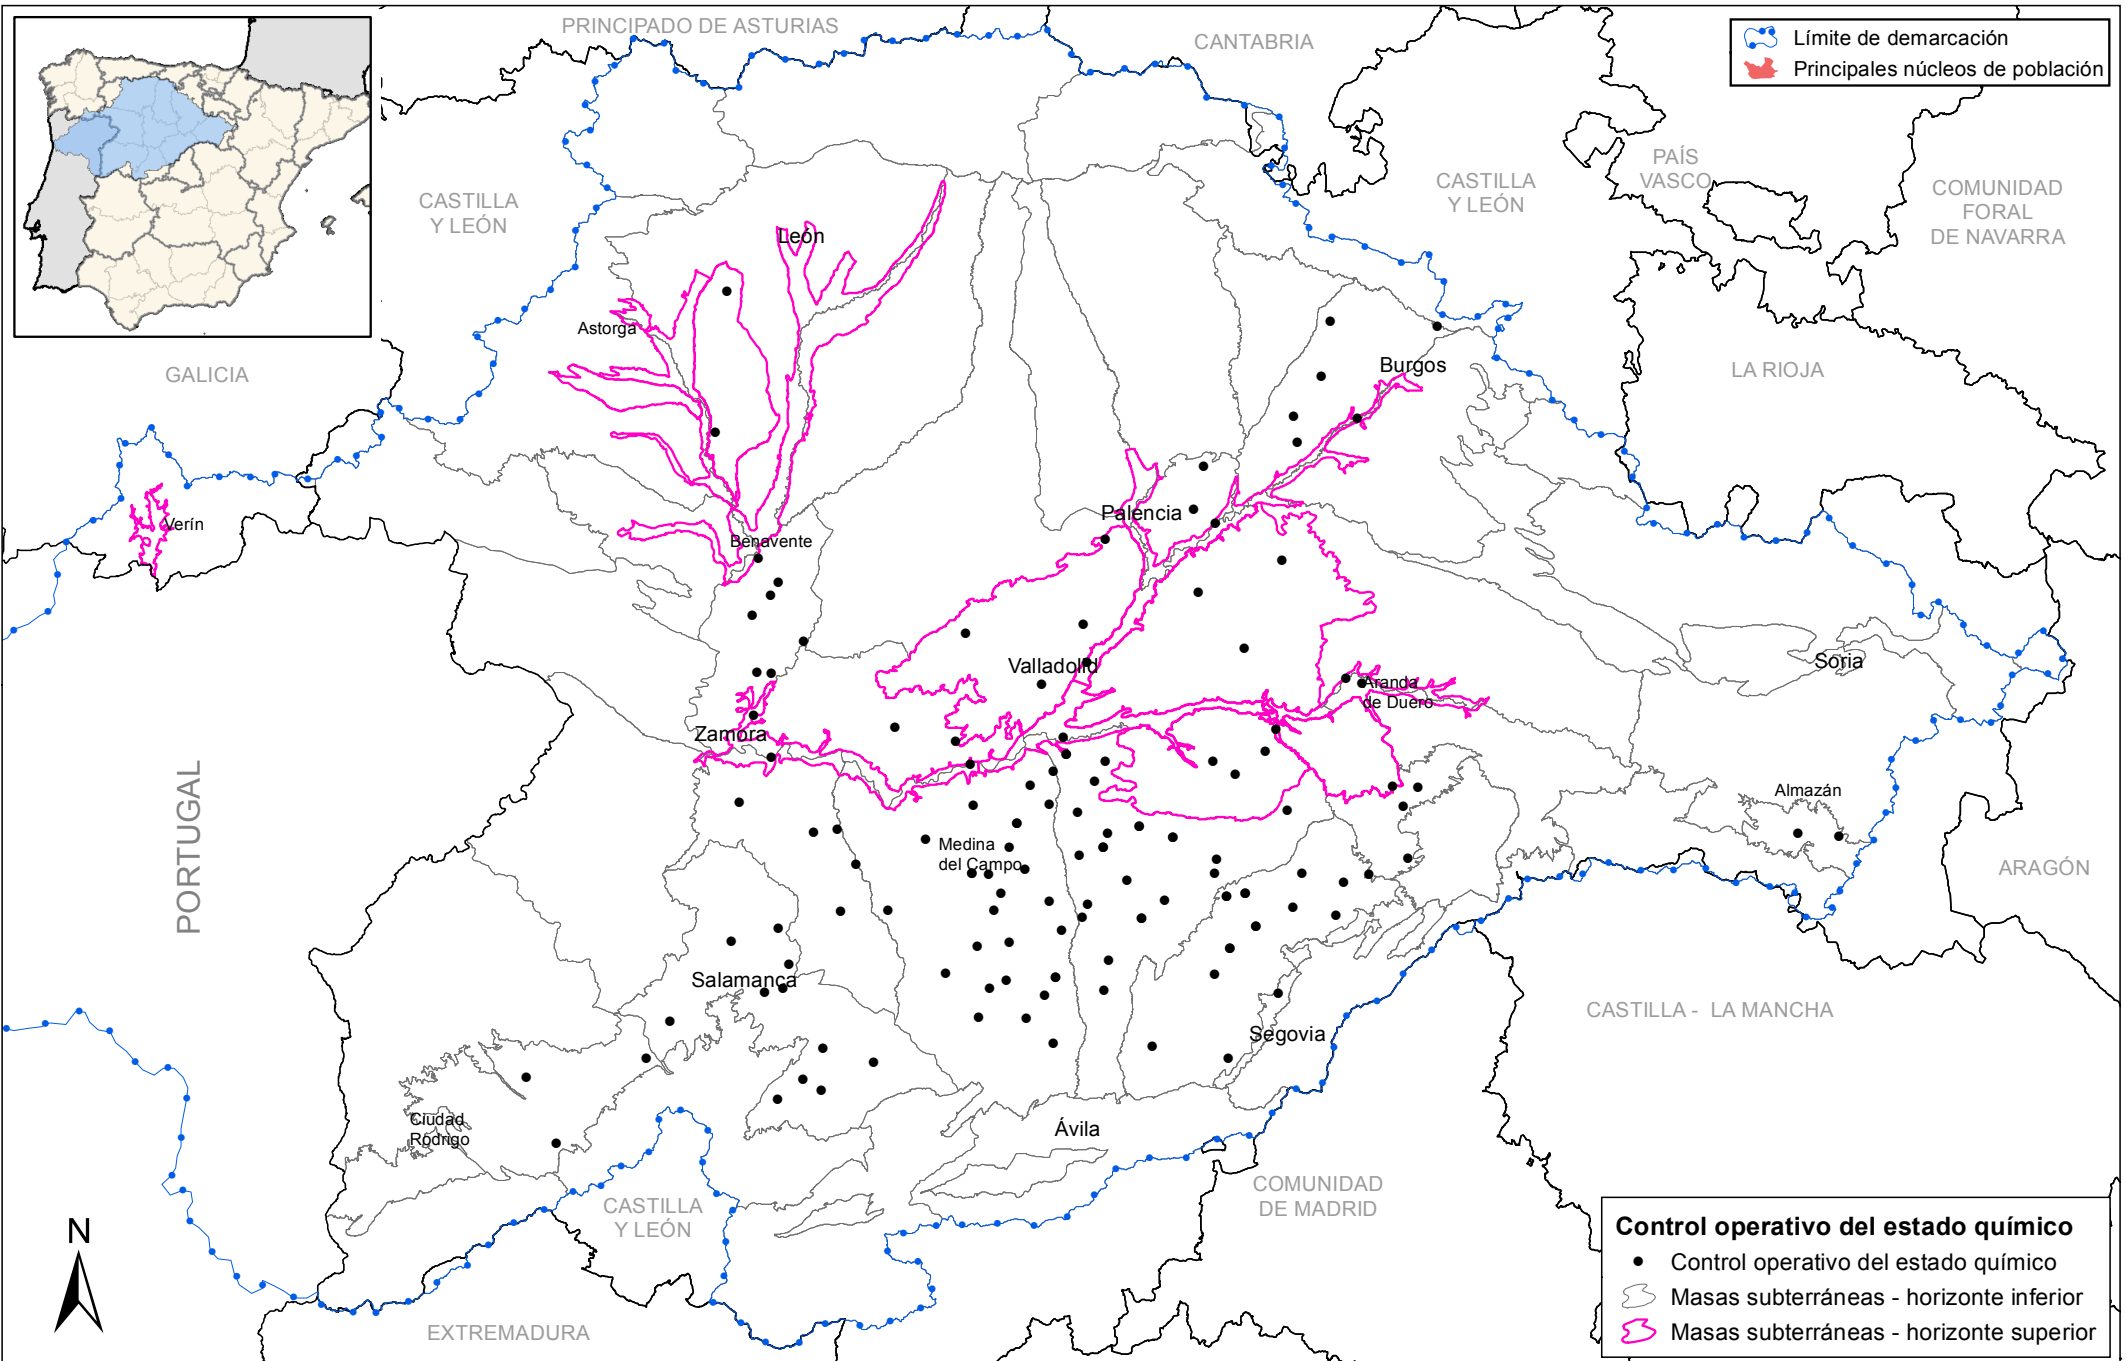 PRINCIPADO DE ASTURIAS
CANTABRIA
Límite de demarcación
Principales núcleos de población
PAÍS
VASCO
CASTILLA
Y LEÓN
COMUNIDAD
FORAL
DE NAVARRA
CASTILLA
Y LEÓN
León
Astorga
Burgos
GALICIA
LA RIOJA
Verín
Palencia
Benavente
Valladolid
Soria
Aranda
de Duero
Zamora
PORTUGAL
Almazán
Medina
del Campo
ARAGÓN
Salamanca
CASTILLA - LA MANCHA
Segovia
Ciudad
Rodrigo
Ávila
COMUNIDAD
DE MADRID
CASTILLA
Y LEÓN
N
EXTREMADURA
Control operativo del estado químico
Control operativo del estado químico
Masas subterráneas - horizonte inferior
Masas subterráneas - horizonte superior